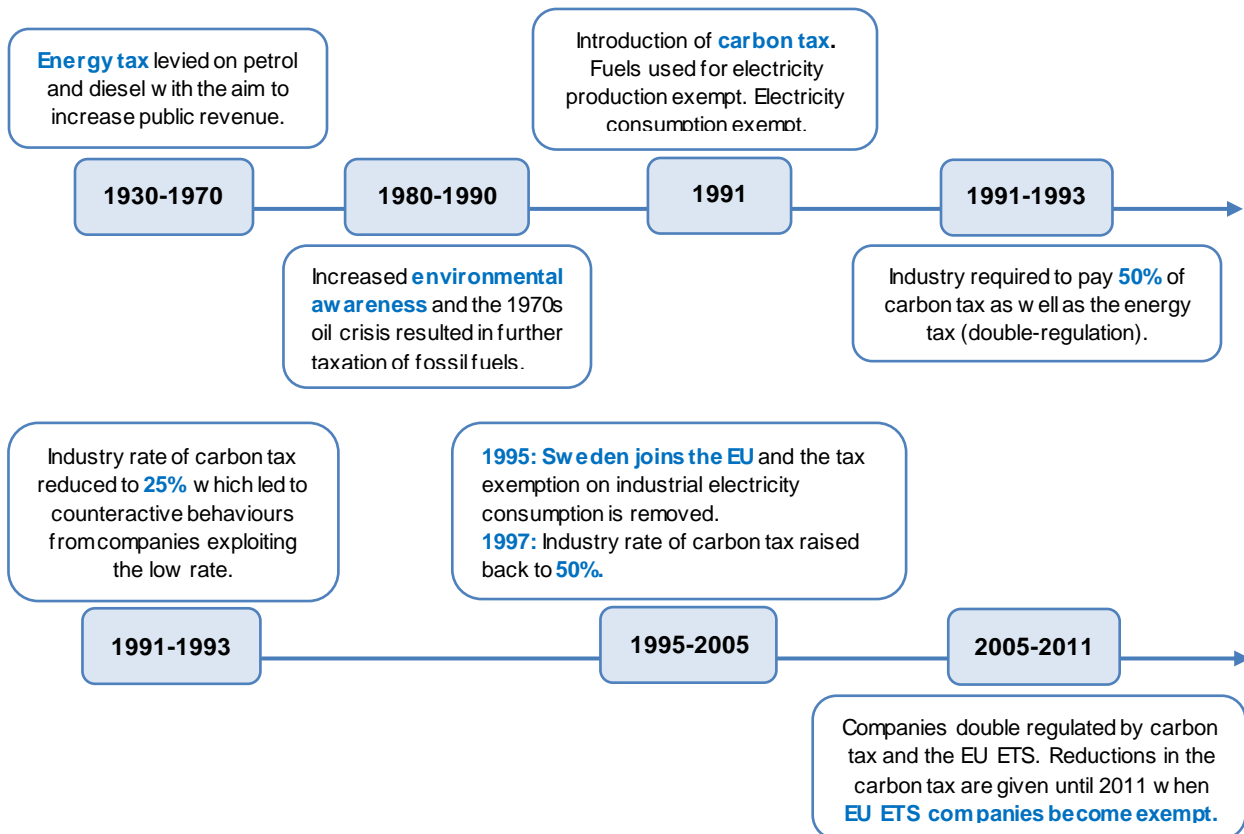 Energy tax levied on petrol
and diesel with the aim to
increase public revenue.
1930-1970
Increased environmental
awareness and the 1970s
oil crisis resulted in further
taxation of fossil fuels.
1980-1990
Introduction of carbon tax.
Fuels used for electricity
production exempt. Electricity
consumption exempt.
1991
1991-1993
Industry required to pay 50% of
carbon tax as well as the energy
tax (double-regulation).
Industry rate of carbon tax
reduced to 25% which led to
counteractive behaviours
from companies exploiting
the low rate.
1991-1993
1995: Sweden joins the EU and the tax
exemption on industrial electricity
consumption is removed.
1997: Industry rate of carbon tax raised
back to 50%.
1995-2005
2005-2011
Companies double regulated by carbon
tax and the EU ETS. Reductions in the
carbon tax are given until 2011 when
EU ETS companies become exempt.